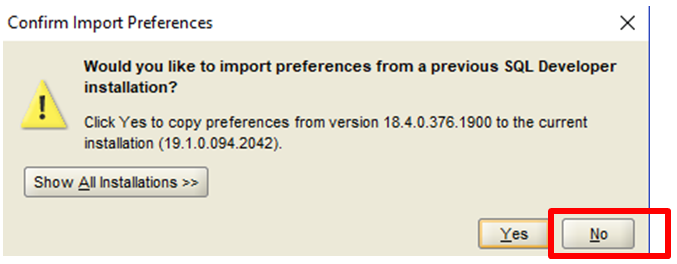 Confirm Import Preferences
Would you like to import preferences from a previous SQL Developer
installation?
Click Yes to copy preferences from version 18.4.0.376.1900 to the current
installation (19.1.0.094.2042).
Show All Installations >>
Yes
No